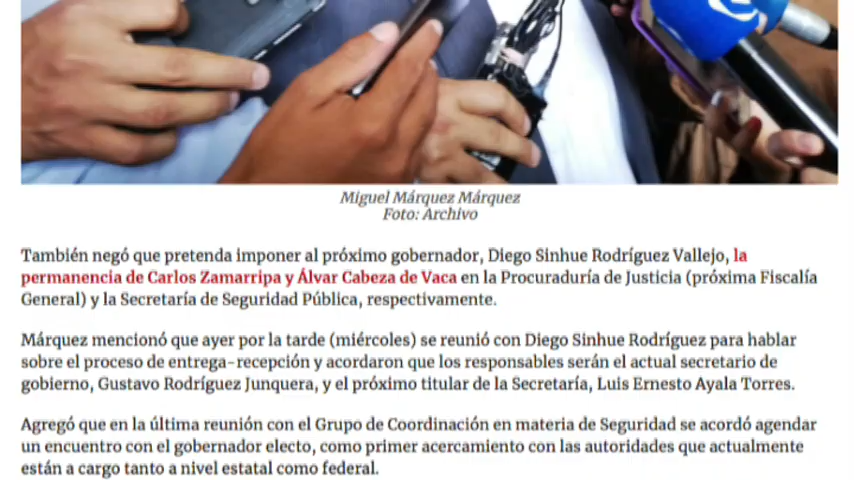 Miguel Márquez Márquez
Foto: Archivo
También negó que pretenda imponer al próximo gobernador, Diego Sinhue Rodríguez Vallejo, la
permanencia de Carlos Zamarripa y Álvar Cabeza de Vaca en la Procuraduría de Justicia (próxima Fiscalía
General) y la Secretaría de Seguridad Pública, respectivamente.
Márquez mencionó que ayer por la tarde (miércoles) se reunió con Diego Sinhue Rodríguez para hablar
sobre el proceso de entrega-recepción y acordaron que los responsables serán el actual secretario de
gobierno, Gustavo Rodríguez Junquera, y el próximo titular de la Secretaría, Luis Ernesto Ayala Torres.
Agregó que en la última reunión con el Grupo de Coordinación en materia de Seguridad se acordó agendar
un encuentro con el gobernador electo, como primer acercamiento con las autoridades que actualmente
están a cargo tanto a nivel estatal como federal.